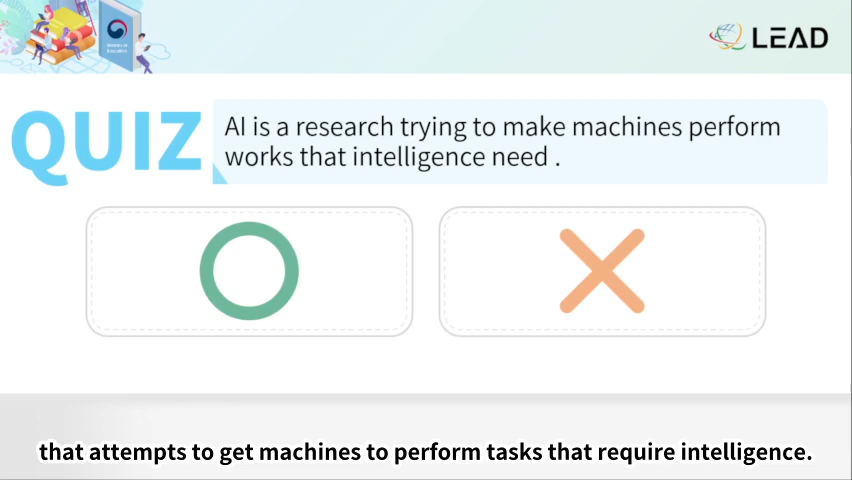 LEAD
QUIZ
AI is a research trying to make machines perform
works that intelligence need .
that attempts to get machines to perform tasks that require intelligence.